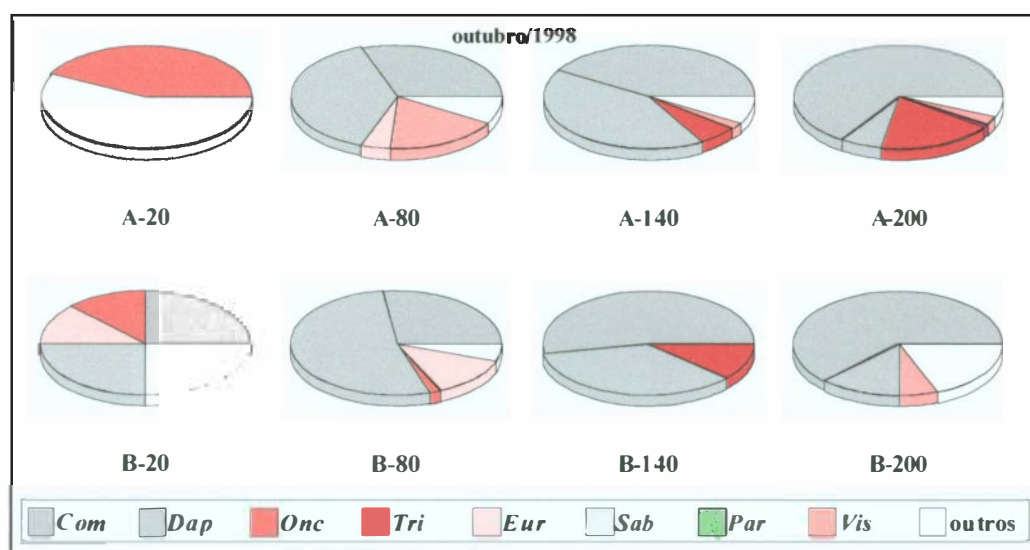 outubro/1998
A-20 A-80 A-140 A-200
B-20 B-80 B-140 B-200
Com Dap Onc Tri Eur Sab Par Vis outros